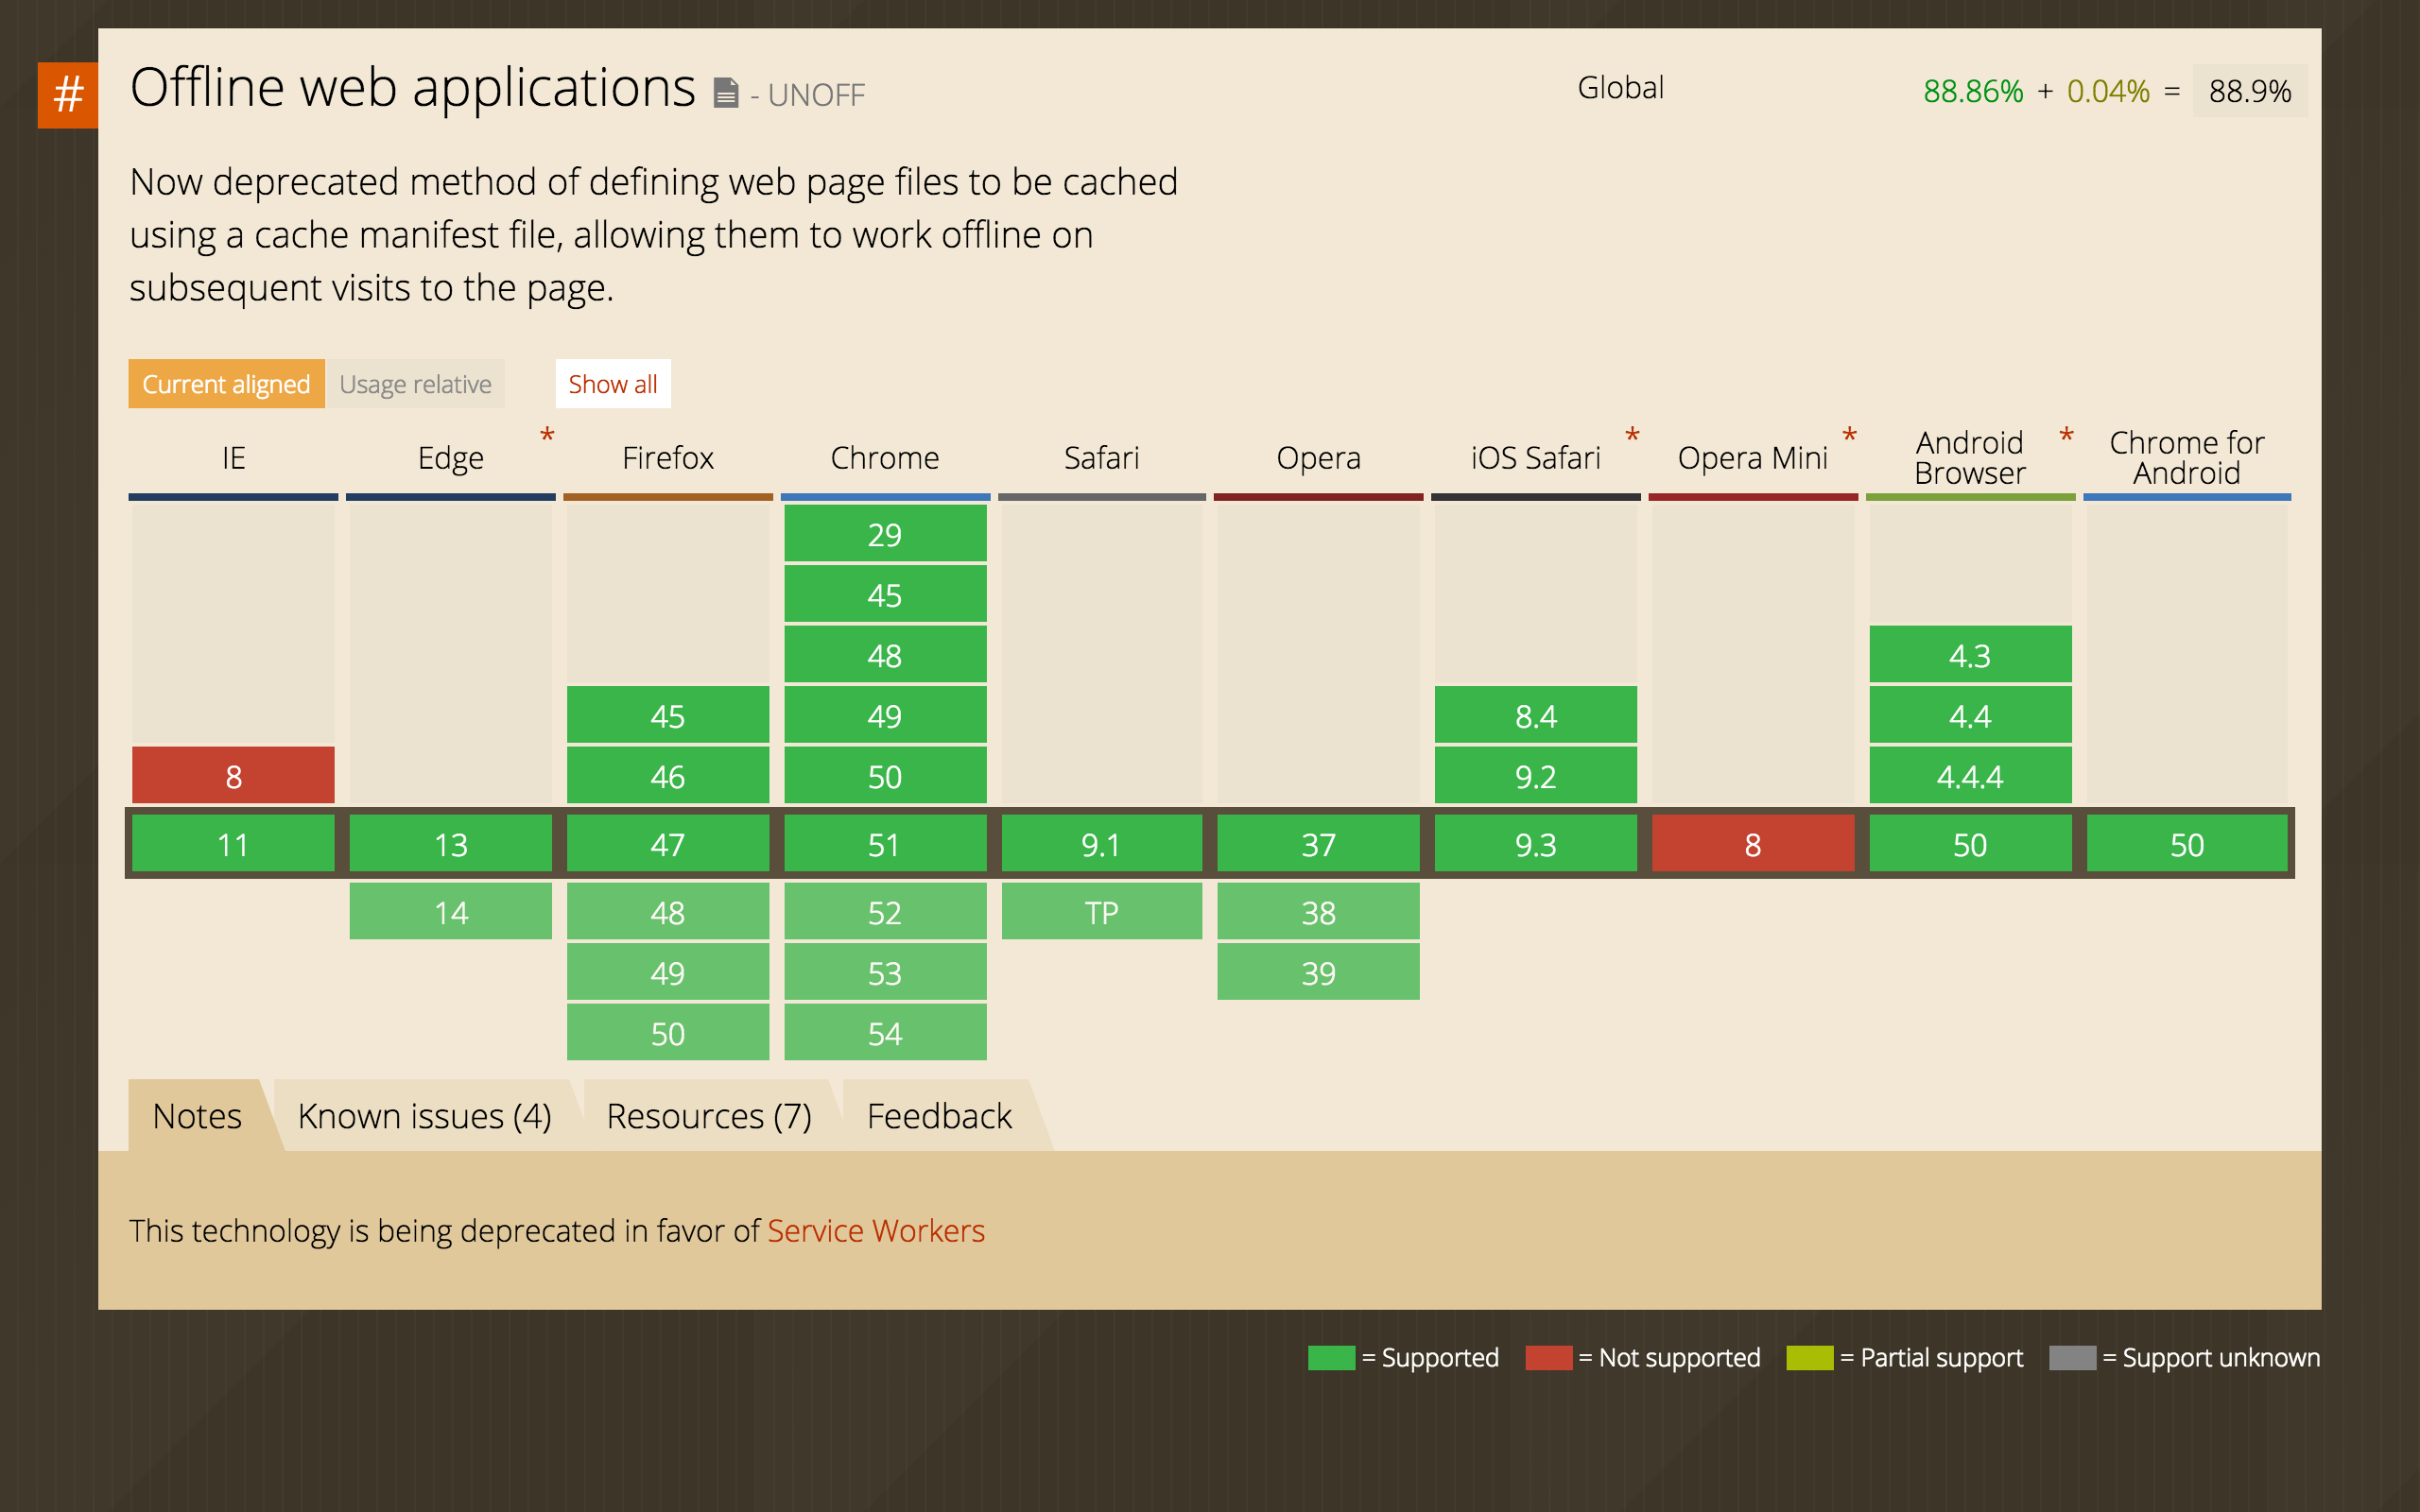 #
Offline web applications - UNOFF
Global
88.86% + 0.04% = 88.9%
Now deprecated method of defining web page files to be cached
using a cache manifest file, allowing them to work offline on
subsequent visits to the page.
Current aligned Usage relative Show all
IE Edge * Firefox Chrome Safari Opera iOS Safari * Opera Mini * Android Browser * Chrome for Android
29
45
48 4.3
45 49 8.4 4.4
8 46 50 9.2 4.4.4
11 13 47 51 9.1 37 9.3 8 50 50
14 48 52 TP 38
49 53 39
50 54
Notes Known issues (4) Resources (7) Feedback
This technology is being deprecated in favor of Service Workers
= Supported = Not supported = Partial support = Support unknown